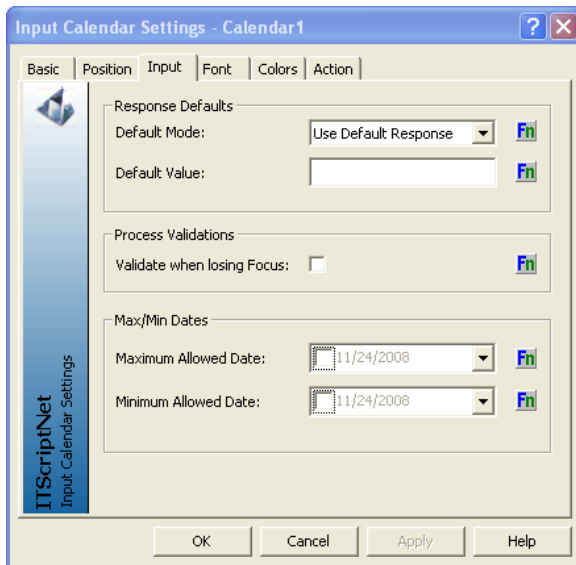 Input Calendar Settings - Calendar1
Basic Position Input Font Colors Action
Response Defaults
Default Mode: Use Default Response Fn
Default Value: Fn
Process Validations
Validate when losing Focus: Fn
Max/Min Dates
Maximum Allowed Date: 11/24/2008 Fn
Minimum Allowed Date: 11/24/2008 Fn
ITScriptNet
Input Calendar Settings
OK Cancel Apply Help